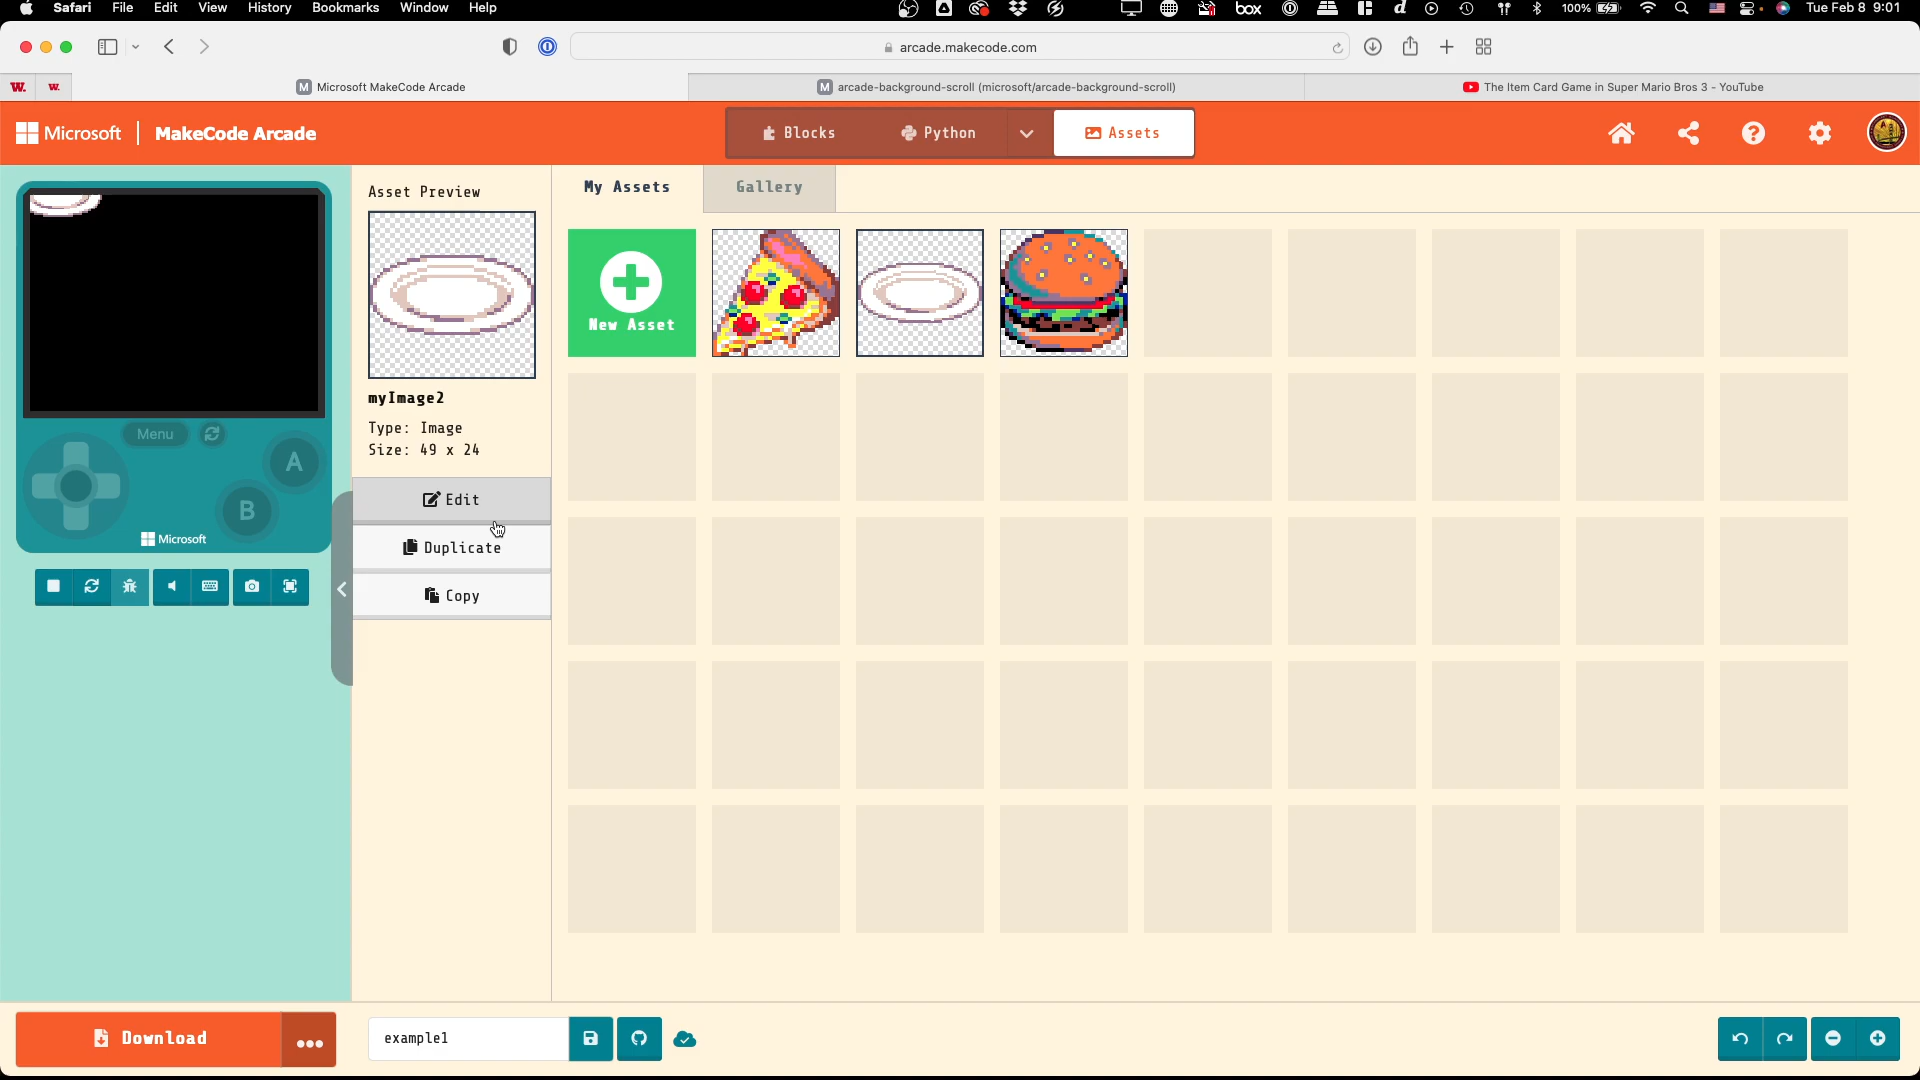 Safari File Edit View History Bookmarks Window Help box d 100% Tue Feb 8 9:01
arcade.makecode.com
W. W. M Microsoft MakeCode Arcade M arcade-background-scroll (microsoft/arcade-background-scroll) The Item Card Game in Super Mario Bros 3 - YouTube
Microsoft MakeCode Arcade Blocks Python Assets
Asset Preview
My Assets Gallery
New Asset
myImage2
Type: Image
Size: 49 x 24
Menu
A
B
Microsoft
Edit
Duplicate
Copy
Download
example1